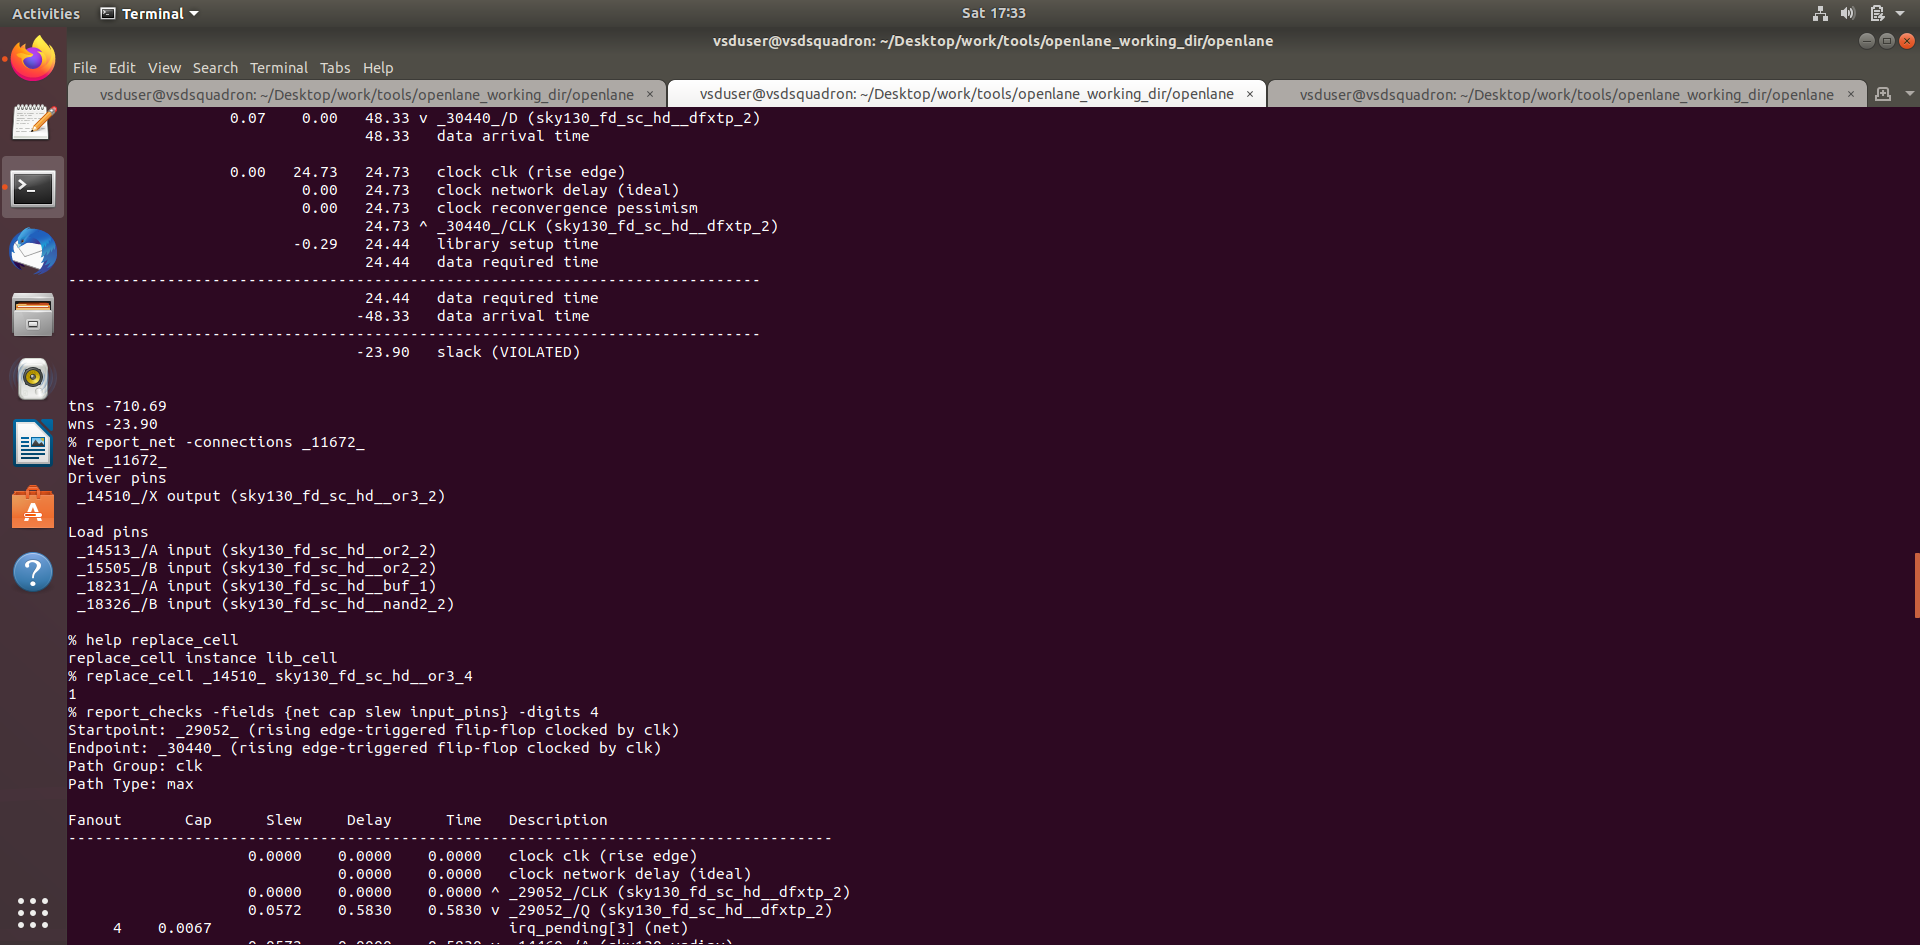 Activities Terminal Sat 17:33
vsduser@vsdsquadron: ~/Desktop/work/tools/openlane_working_dir/openlane
File Edit View Search Terminal Tabs Help
vsduser@vsdsquadron: ~/Desktop/work/tools/openlane_working_dir/openlane × vsduser@vsdsquadron: ~/Desktop/work/tools/openlane_working_dir/openlane × vsduser@vsdsquadron: ~/Desktop/work/tools/openlane_working_dir/openlane ×
0.07 0.00 48.33 v _30440_/D (sky130_fd_sc_hd__dfxtp_2)
48.33 data arrival time
0.00 24.73 24.73 clock clk (rise edge)
0.00 24.73 clock network delay (ideal)
0.00 24.73 clock reconvergence pessimism
24.73 ^ _30440_/CLK (sky130_fd_sc_hd__dfxtp_2)
-0.29 24.44 library setup time
24.44 data required time
-----------------------------------------------------------------------------
24.44 data required time
-48.33 data arrival time
-----------------------------------------------------------------------------
-23.90 slack (VIOLATED)
tns -710.69
wns -23.90
% report_net -connections _11672_
Net _11672_
Driver pins
_14510_/X output (sky130_fd_sc_hd__or3_2)
Load pins
_14513_/A input (sky130_fd_sc_hd__or2_2)
_15505_/B input (sky130_fd_sc_hd__or2_2)
_18231_/A input (sky130_fd_sc_hd__buf_1)
_18326_/B input (sky130_fd_sc_hd__nand2_2)
% help replace_cell
replace_cell instance lib_cell
% replace_cell _14510_ sky130_fd_sc_hd__or3_4
1
% report_checks -fields {net cap slew input_pins} -digits 4
Startpoint: _29052_ (rising edge-triggered flip-flop clocked by clk)
Endpoint: _30440_ (rising edge-triggered flip-flop clocked by clk)
Path Group: clk
Path Type: max
Fanout Cap Slew Delay Time Description
-------------------------------------------------------------------------------------
0.0000 0.0000 0.0000 clock clk (rise edge)
0.0000 0.0000 clock network delay (ideal)
0.0000 0.0000 0.0000 ^ _29052_/CLK (sky130_fd_sc_hd__dfxtp_2)
0.0572 0.5830 0.5830 v _29052_/Q (sky130_fd_sc_hd__dfxtp_2)
4 0.0067 irq_pending[3] (net)